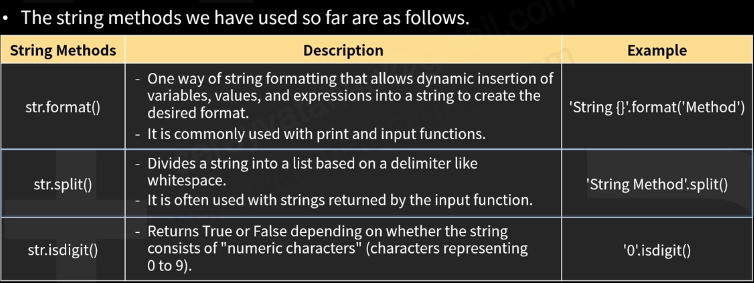 • The string methods we have used so far are as follows.
String Methods Description Example
- One way of string formatting that allows dynamic insertion of
variables, values, and expressions into a string to create the
desired format.
- It is commonly used with print and input functions.
str.format()
'String {}'.format('Method')
- Divides a string into a list based on a delimiter like
whitespace.
- It is often used with strings returned by the input function.
str.split()
'String Method'.split()
- Returns True or False depending on whether the string
consists of "numeric characters" (characters representing
0 to 9).
str.isdigit()
'0'.isdigit()